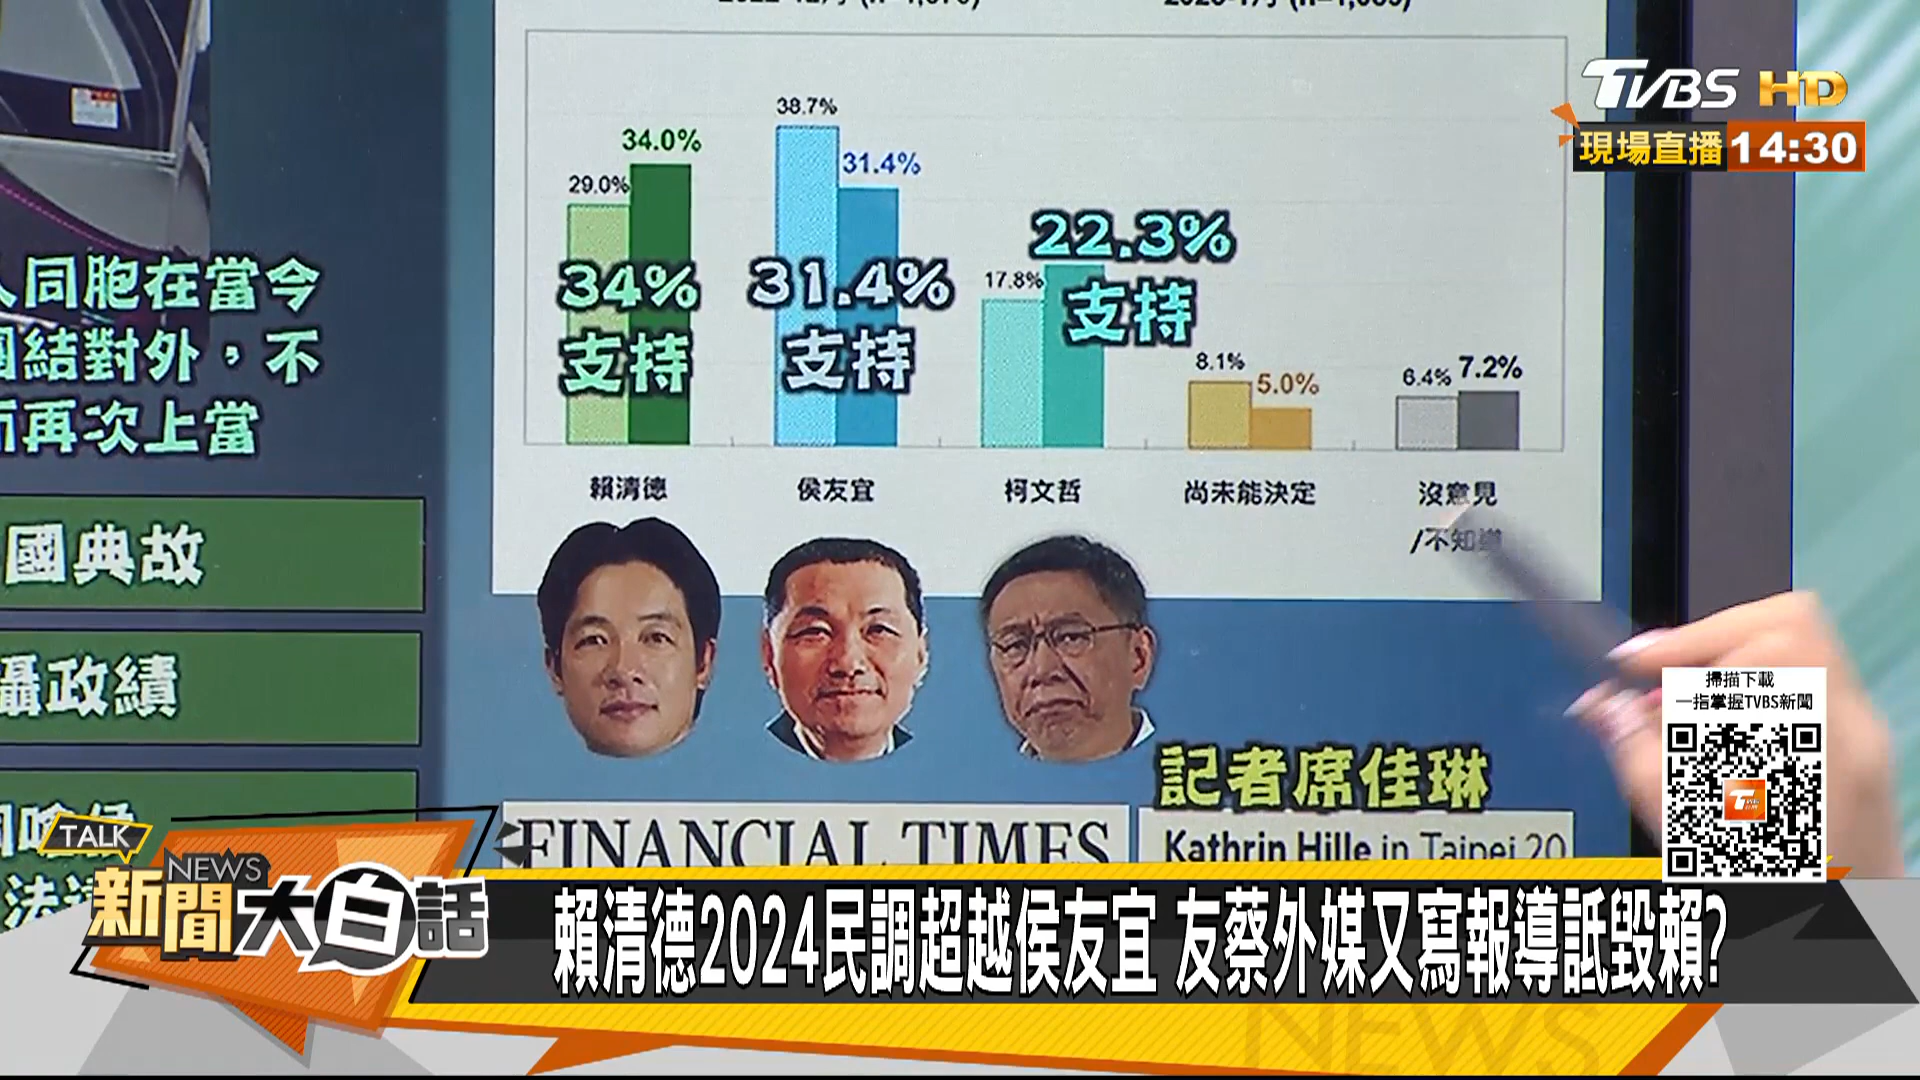 TVBS HD
現場直播 14:30
38.7%
34.0%
31.4%
29.0%
22.3%
支持
34%
支持
31.4%
支持
17.8%
8.1%
5.0%
6.4%
7.2%
賴清德
侯友宜
柯文哲
尚未能決定
沒意見
/不知道
同胞在當今
結對外,不
再次上當
國典故
政績
掃描下載
一指掌握TVBS新聞
記者席佳琳
FINANCIAL TIMES
Kathrin Hille in Taipei 20
TALK
NEWS
新聞大白話
賴清德2024民調超越侯友宜 友蔡外媒又寫報導詆毀賴?
NEWS